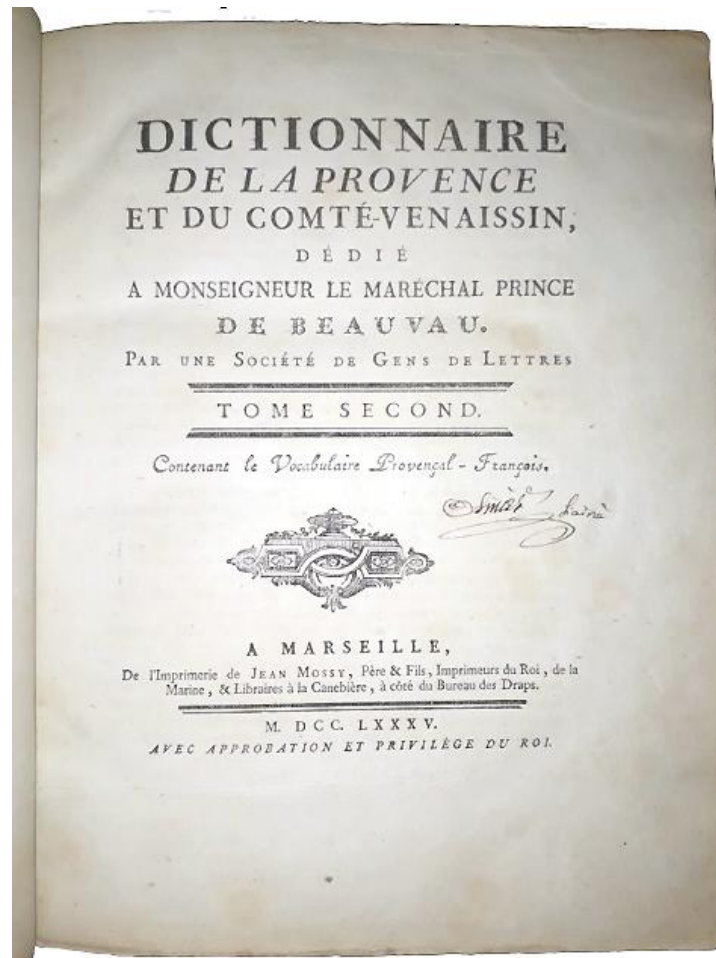 DICTIONNAIRE
DE LA PROVENCE
ET DU COMTÉ-VENAISSIN,
DÉDIÉ
A MONSEIGNEUR LE MARÉCHAL PRINCE
DE BEAUVAU.
PAR UNE SOCIÉTÉ DE GENS DE LETTRES
TOME SECOND.
Contenant le Vocabulaire Provençal - François.
A MARSEILLE,
De l'Imprimerie de JEAN MOSSY, Père & Fils, Imprimeurs du Roi, de la
Marine, & Libraires à la Canebière, à côté du Bureau des Draps.
M. DCC. LXXXV.
AVEC APPROBATION ET PRIVILÈGE DU ROI.